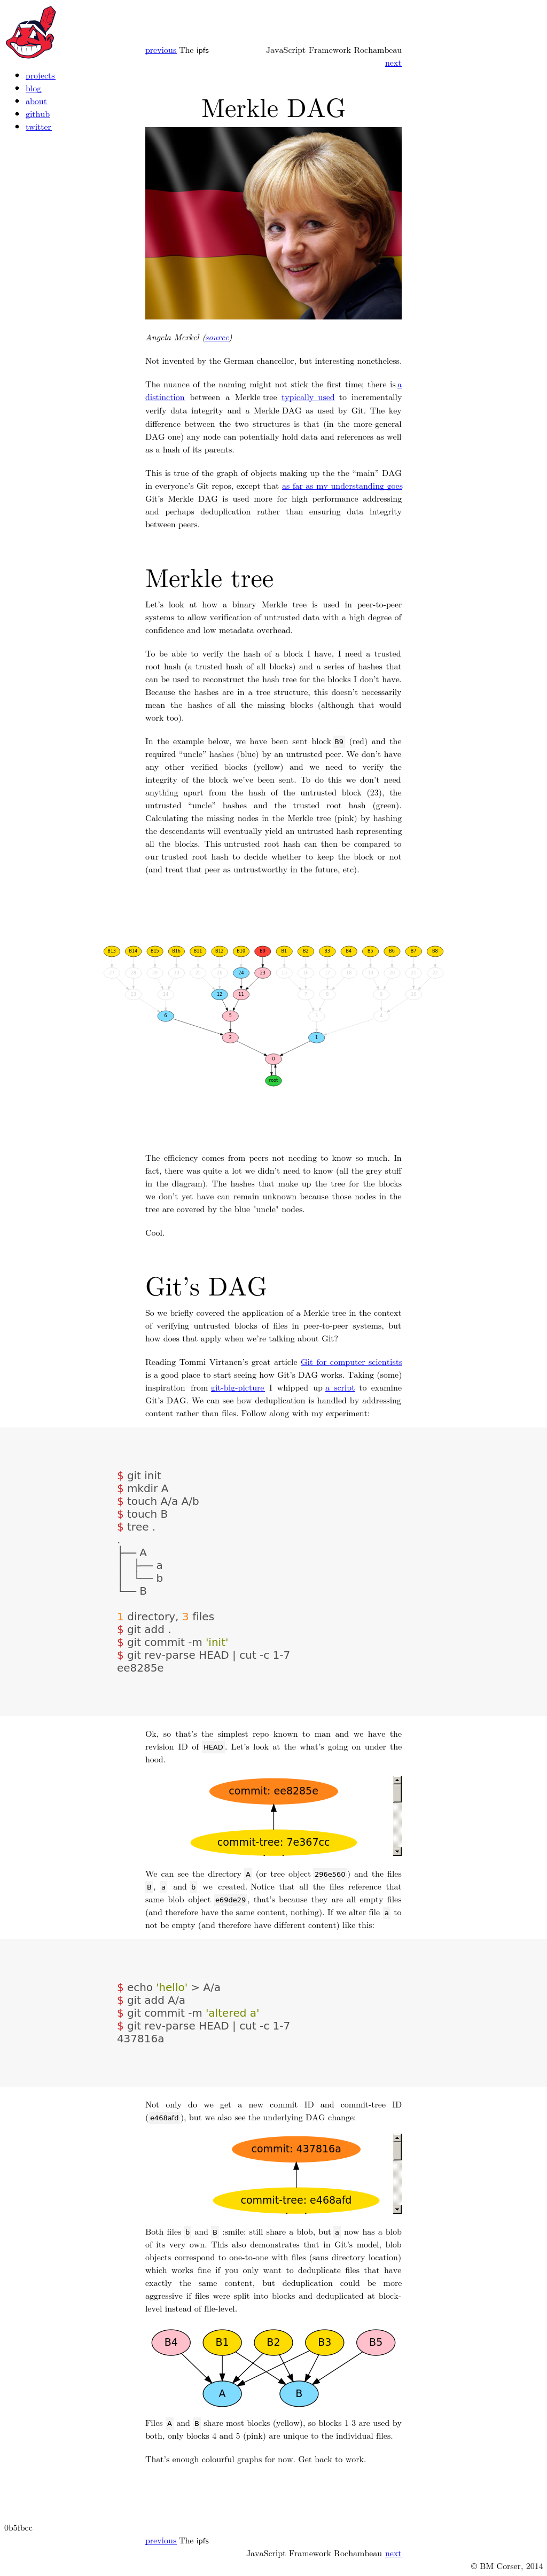 previous The ipfs
JavaScript Framework Rochambeau
next
projects
blog
about
github
twitter
Merkle DAG
Angela Merkel (source)
Not invented by the German chancellor, but interesting nonetheless.
The nuance of the naming might not stick the first time; there is a
distinction between a Merkle tree typically used to incrementally
verify data integrity and a Merkle DAG as used by Git. The key
difference between the two structures is that (in the more-general
DAG one) any node can potentially hold data and references as well
as a hash of its parents.
This is true of the graph of objects making up the the “main” DAG
in everyone's Git repos, except that as far as my understanding goes
Git's Merkle DAG is used more for high performance addressing
and perhaps deduplication rather than ensuring data integrity
between peers.
Merkle tree
Let's look at how a binary Merkle tree is used in peer-to-peer
systems to allow verification of untrusted data with a high degree of
confidence and low metadata overhead.
To be able to verify the hash of a block I have, I need a trusted
root hash (a trusted hash of all blocks) and a series of hashes that
can be used to reconstruct the hash tree for the blocks I don't have.
Because the hashes are in a tree structure, this doesn't necessarily
mean the hashes of all the missing blocks (although that would
work too).
In the example below, we have been sent block B9 (red) and the
required “uncle” hashes (blue) by an untrusted peer. We don't have
any other verified blocks (yellow) and we need to verify the
integrity of the block we've been sent. To do this we don't need
anything apart from the hash of the untrusted block (23), the
untrusted “uncle” hashes and the trusted root hash (green).
Calculating the missing nodes in the Merkle tree (pink) by hashing
the descendants will eventually yield an untrusted hash representing
all the blocks. This untrusted root hash can then be compared to
our trusted root hash to decide whether to keep the block or not
(and treat that peer as untrustworthy in the future, etc).
B13 B14 B15 B16 B11 B12 B10 B9 B1 B2 B3 B4 B5 B6 B7 B8
24 23
12 11
6 5
2 1
0
root
The efficiency comes from peers not needing to know so much. In
fact, there was quite a lot we didn't need to know (all the grey stuff
in the diagram). The hashes that make up the tree for the blocks
we don't yet have can remain unknown because those nodes in the
tree are covered by the blue "uncle" nodes.
Cool.
Git's DAG
So we briefly covered the application of a Merkle tree in the context
of verifying untrusted blocks of files in peer-to-peer systems, but
how does that apply when we're talking about Git?
Reading Tommi Virtanen's great article Git for computer scientists
is a good place to start seeing how Git's DAG works. Taking (some)
inspiration from git-big-picture I whipped up a script to examine
Git's DAG. We can see how deduplication is handled by addressing
content rather than files. Follow along with my experiment:
$ git init
$ mkdir A
$ touch A/a A/b
$ touch B
$ tree .
.
├── A
│   ├── a
│   └── b
└── B
1 directory, 3 files
$ git add .
$ git commit -m 'init'
$ git rev-parse HEAD | cut -c 1-7
ee8285e
Ok, so that's the simplest repo known to man and we have the
revision ID of HEAD. Let's look at the what's going on under the
hood.
commit: ee8285e
commit-tree: 7e367cc
We can see the directory A (or tree object 296e560) and the files
B, a and b we created. Notice that all the files reference that
same blob object e69de29, that's because they are all empty files
(and therefore have the same content, nothing). If we alter file a to
not be empty (and therefore have different content) like this:
$ echo 'hello' > A/a
$ git add A/a
$ git commit -m 'altered a'
$ git rev-parse HEAD | cut -c 1-7
437816a
Not only do we get a new commit ID and commit-tree ID
(e468afd), but we also see the underlying DAG change:
commit: 437816a
commit-tree: e468afd
Both files b and B :smile: still share a blob, but a now has a blob
of its very own. This also demonstrates that in Git's model, blob
objects correspond to one-to-one with files (sans directory location)
which works fine if you only want to deduplicate files that have
exactly the same content, but deduplication could be more
aggressive if files were split into blocks and deduplicated at block-
level instead of file-level.
B4 B1 B2 B3 B5
A B
Files A and B share most blocks (yellow), so blocks 1-3 are used by
both, only blocks 4 and 5 (pink) are unique to the individual files.
That's enough colourful graphs for now. Get back to work.
0b5fbcc
previous The ipfs
JavaScript Framework Rochambeau next
© BM Corser, 2014